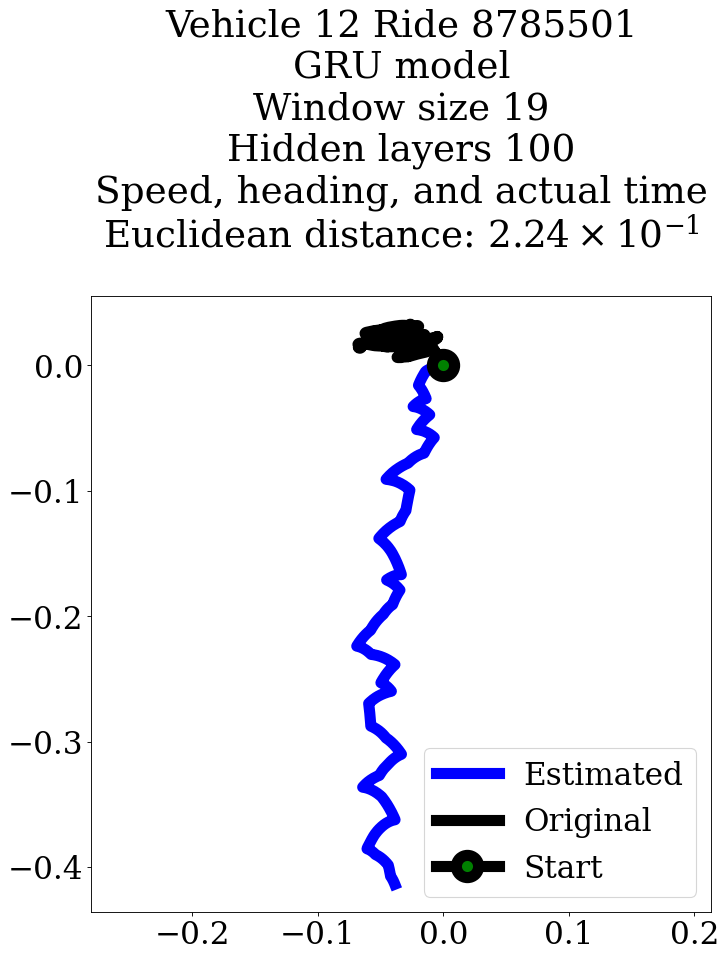 Vehicle 12 Ride 8785501
GRU model
Window size 19
Hidden layers 100
Speed, heading, and actual time
Euclidean distance: 2.24 × 10⁻¹
0.0
−0.1
−0.2
−0.3
−0.4
Estimated
Original
Start
−0.2 −0.1 0.0 0.1 0.2